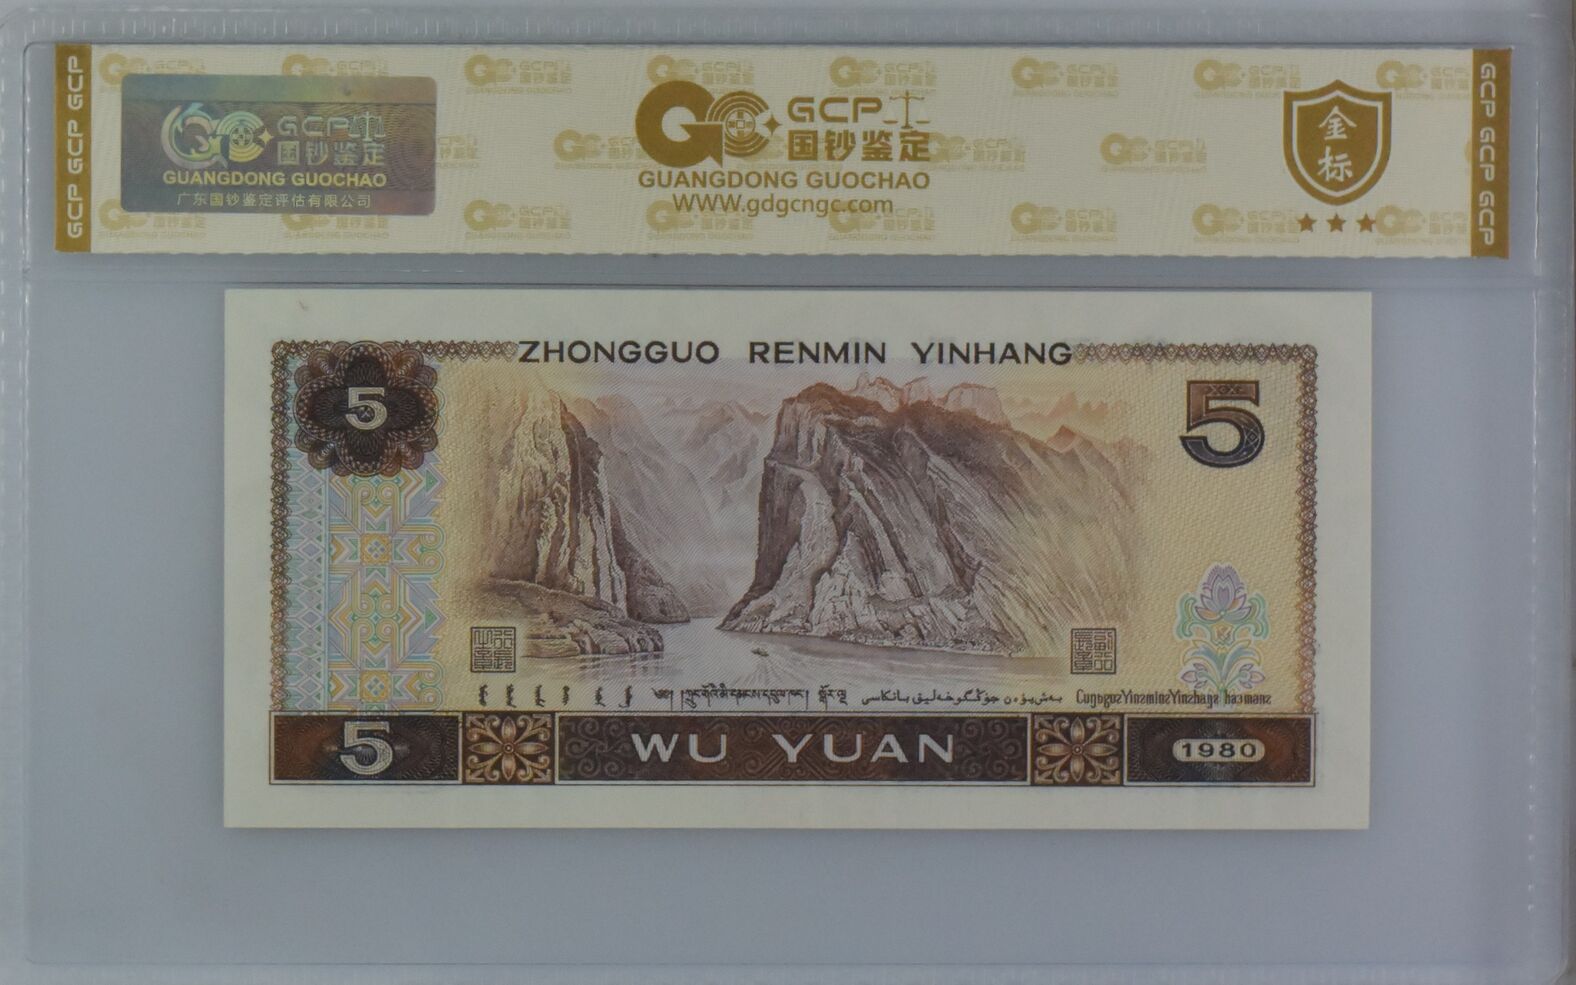 GCP GCP GCP
GCP
国钞鉴定
GUANGDONG GUOCHAO
广东国钞鉴定评估有限公司
GCP
国钞鉴定
GUANGDONG GUOCHAO
WWW.gdgcngc.com
金标
GCP GCP GCP
ZHONGGUO RENMIN YINHANG
5
5
5
WU YUAN
1980